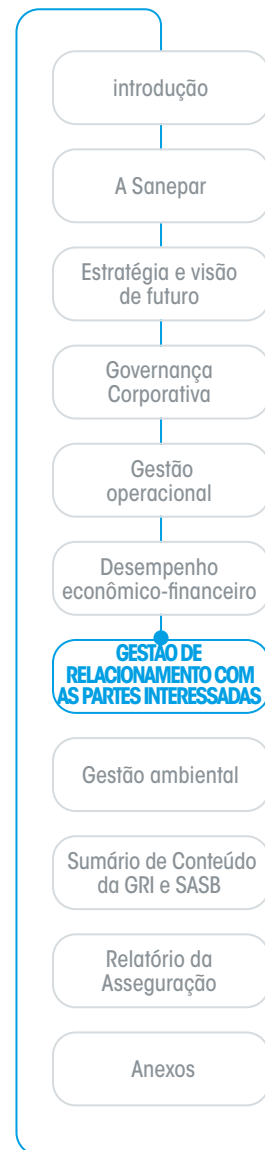 introdução
A Sanepar
Estratégia e visão
de futuro
Governança
Corporativa
Gestão
operacional
Desempenho
econômico-financeiro
GESTÃO DE
RELACIONAMENTO COM
AS PARTES INTERESSADAS
Gestão ambiental
Sumário de Conteúdo
da GRI e SASB
Relatório da
Asseguração
Anexos